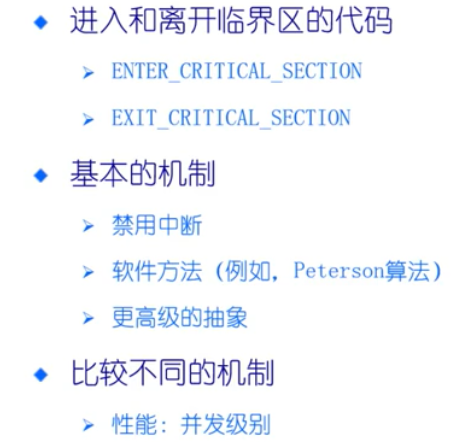 进入和离开临界区的代码
ENTER_CRITICAL_SECTION
EXIT_CRITICAL_SECTION
基本的机制
禁用中断
软件方法（例如，Peterson算法）
更高级的抽象
比较不同的机制
性能：并发级别